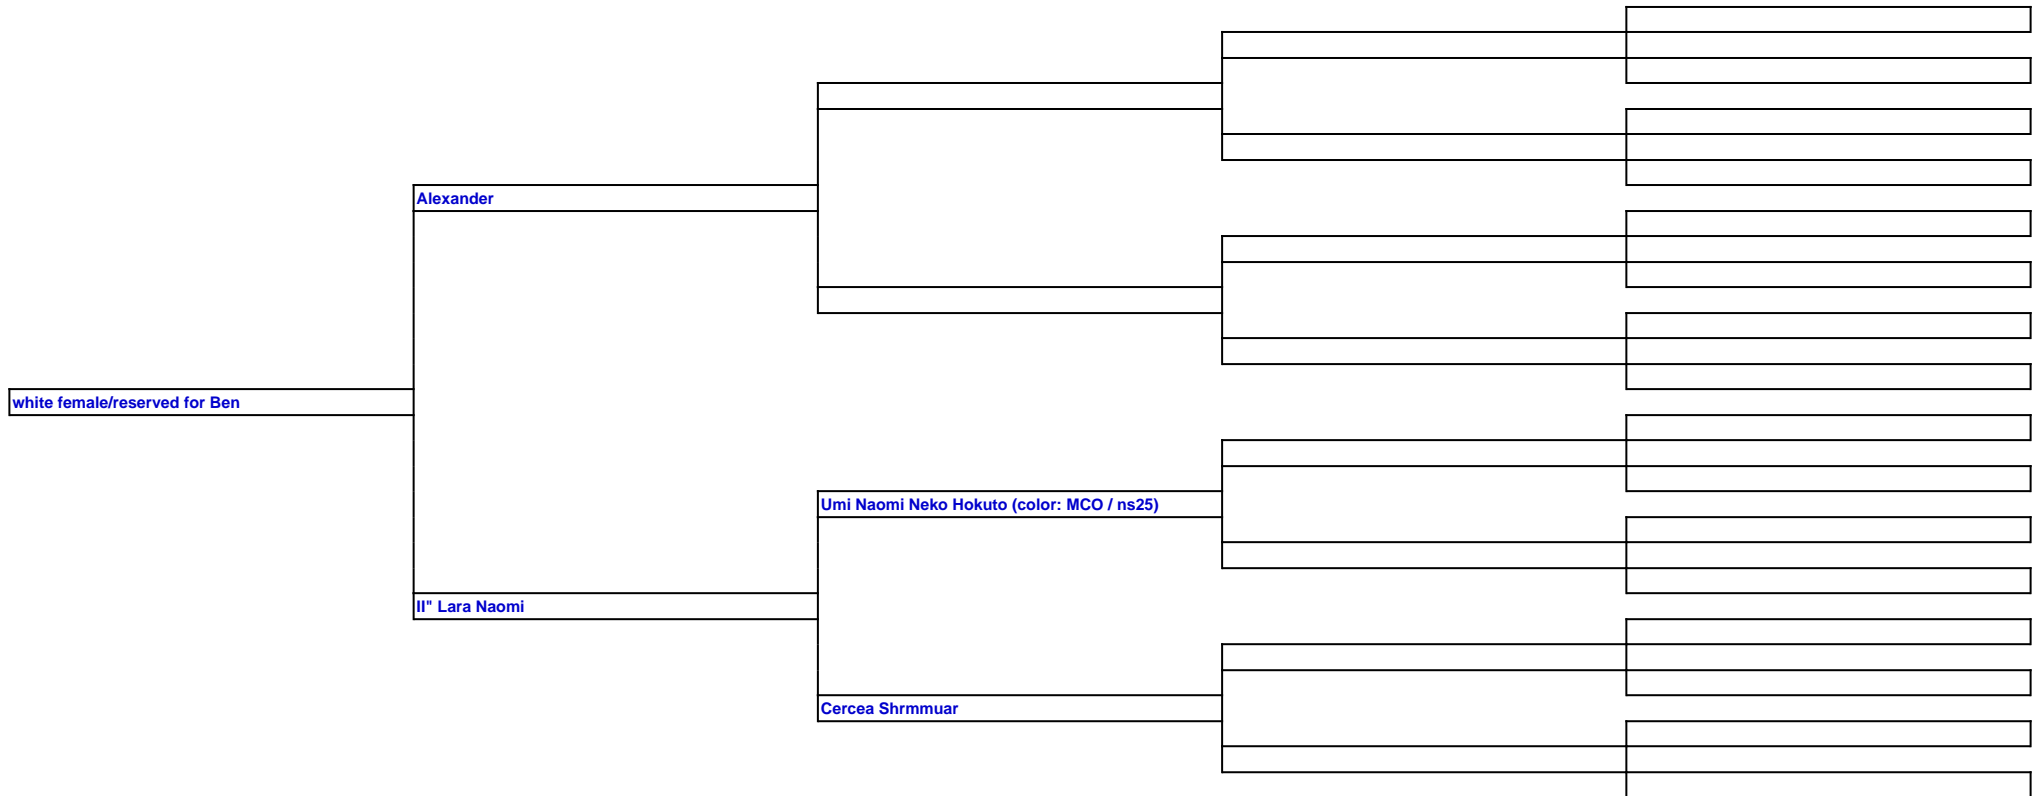 Alexander
white female/reserved for Ben
Umi Naomi Neko Hokuto (color: MCO / ns25)
II" Lara Naomi
Cercea Shrmmuar